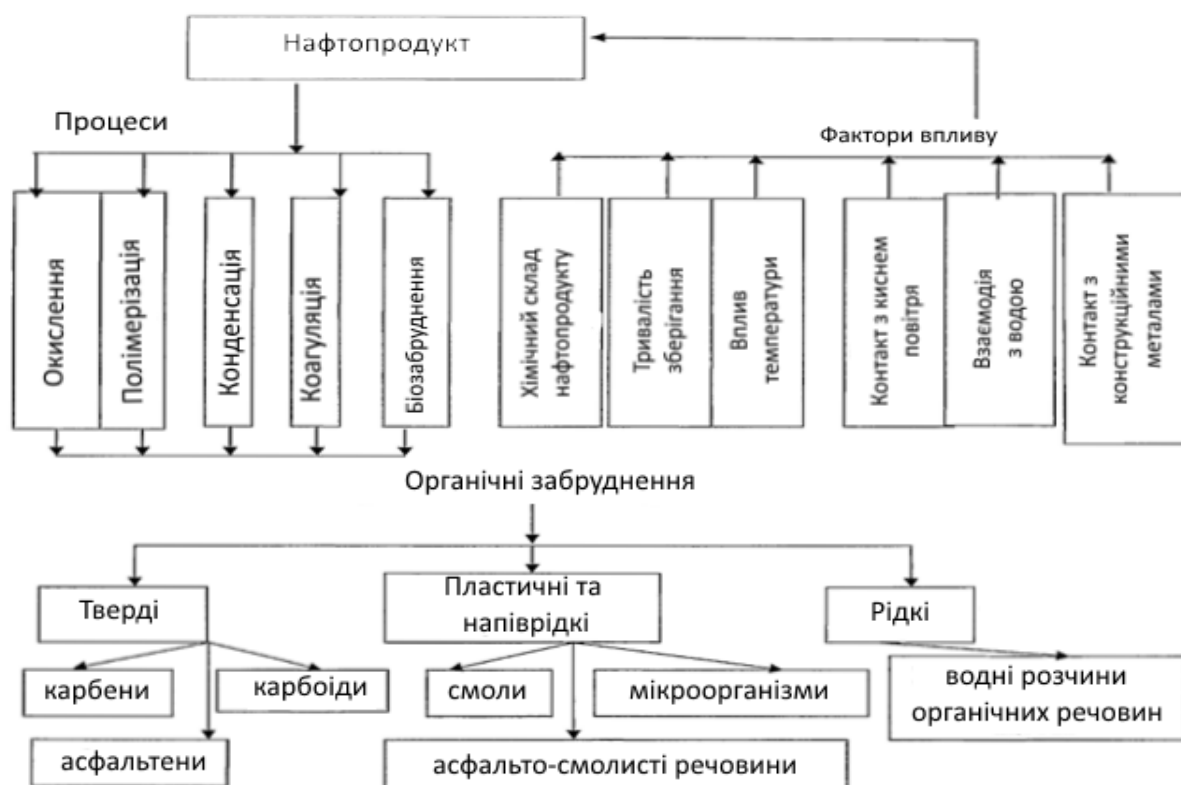 Нафтопродукт
Процеси
Фактори впливу
Окислення
Полімерізація
Конденсація
Коагуляція
Біозабруднення
Хімічний склад
нафтопродукту
Тривалість
зберігання
Вплив
температури
Контакт з киснем
повітря
Взаємодія
з водою
Контакт з
конструкційними
металами
Органічні забруднення
Тверді
Пластичні та
напіврідкі
Рідкі
карбени
карбоїди
смоли
мікроорганізми
водні розчини
органічних речовин
асфальтени
асфальто-смолисті речовини